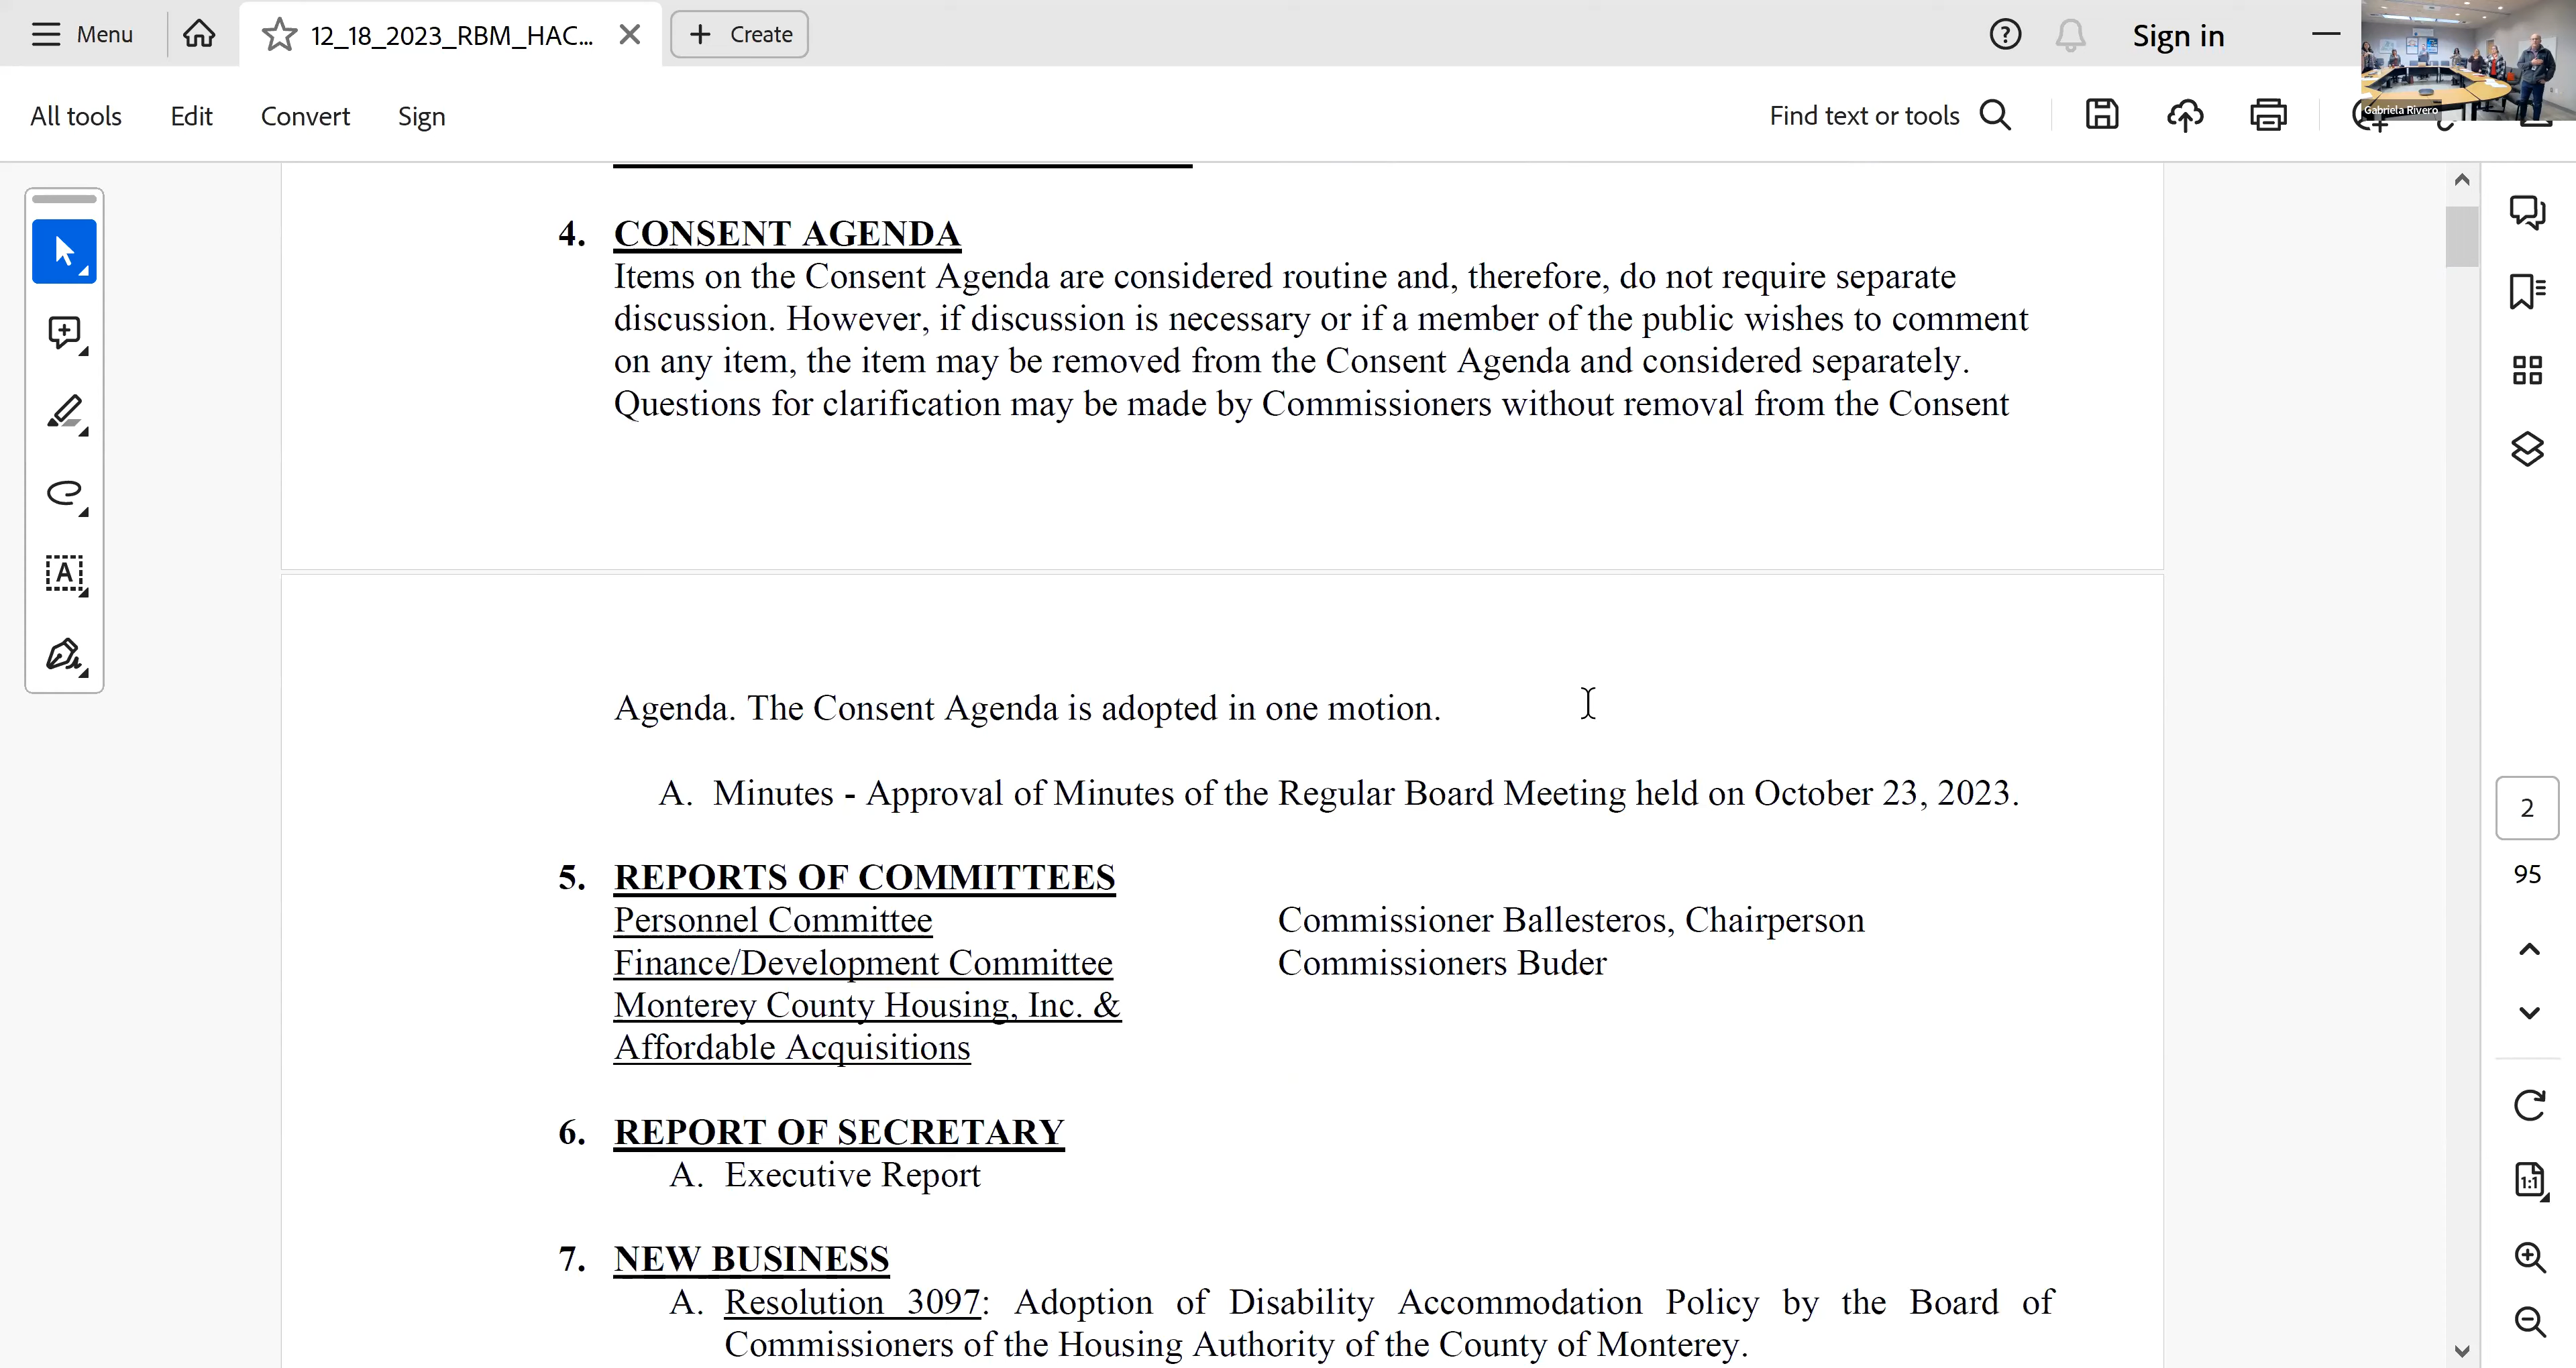 Menu
12_18_2023_RBM_HAC...
Create
Sign in
All tools
Edit
Convert
Sign
Find text or tools
Gabriela Rivero
4. CONSENT AGENDA
Items on the Consent Agenda are considered routine and, therefore, do not require separate
discussion. However, if discussion is necessary or if a member of the public wishes to comment
on any item, the item may be removed from the Consent Agenda and considered separately.
Questions for clarification may be made by Commissioners without removal from the Consent
Agenda. The Consent Agenda is adopted in one motion.
A. Minutes - Approval of Minutes of the Regular Board Meeting held on October 23, 2023.
5. REPORTS OF COMMITTEES
Personnel Committee Commissioner Ballesteros, Chairperson
Finance/Development Committee Commissioners Buder
Monterey County Housing, Inc. &
Affordable Acquisitions
6. REPORT OF SECRETARY
A. Executive Report
7. NEW BUSINESS
A. Resolution 3097: Adoption of Disability Accommodation Policy by the Board of
Commissioners of the Housing Authority of the County of Monterey.
2
95
1:1